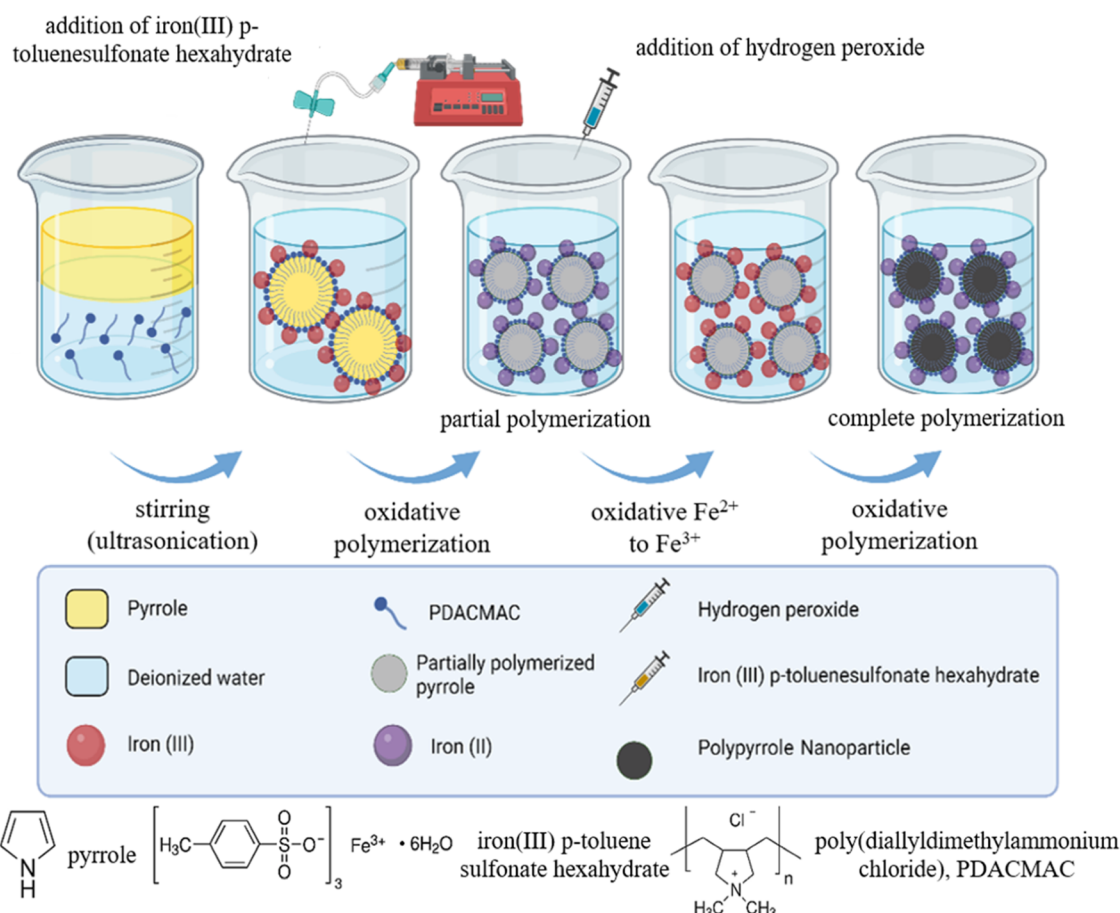 addition of iron(III) p-
toluenesulfonate hexahydrate
addition of hydrogen peroxide
partial polymerization
complete polymerization
stirring
(ultrasonication)
oxidative
polymerization
oxidative Fe²⁺
to Fe³⁺
oxidative
polymerization
Pyrrole
PDACMAC
Hydrogen peroxide
Deionized water
Partially polymerized
pyrrole
Iron (III) p-toluenesulfonate hexahydrate
Iron (III)
Iron (II)
Polypyrrole Nanoparticle
N
H
pyrrole
H₃C
O
S
O
O⁻
3
Fe³⁺ • 6H₂O
iron(III) p-toluene
sulfonate hexahydrate
Cl⁻
n
N⁺
H₃C CH₃
poly(diallyldimethylammonium
chloride), PDACMAC